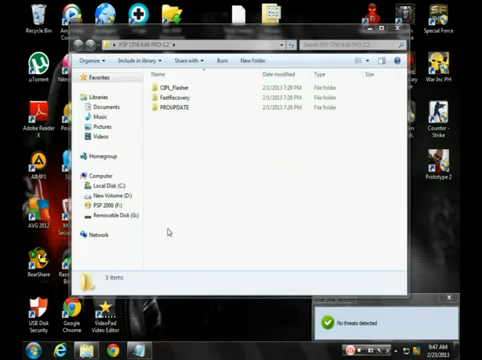 PSP CFW 6.60 PRO-C2
Search PSP CFW 6.60 PRO-C2
Organize
Include in library
Share with
Burn
New folder
Name
Date modified
Type
Size
Favorites
Libraries
Documents
Music
Pictures
Videos
Homegroup
Computer
Local Disk (C:)
New Volume (D:)
PSP 2000 (F:)
Removable Disk (G:)
Network
CIPL_Flasher
2/1/2013 7:29 PM
File folder
FastRecovery
2/1/2013 7:29 PM
File folder
PROUPDATE
2/1/2013 7:29 PM
File folder
3 items
Recycle Bin
µTorrent
Adobe Reader X
AIMP3
AVG 2012
BearShare
USB Disk Security
Google Chrome
VideoPad Video Editor
Special Force
War Inc PH
Counter-Strike
Prototype 2
No threats detected
9:47 AM
2/23/2013